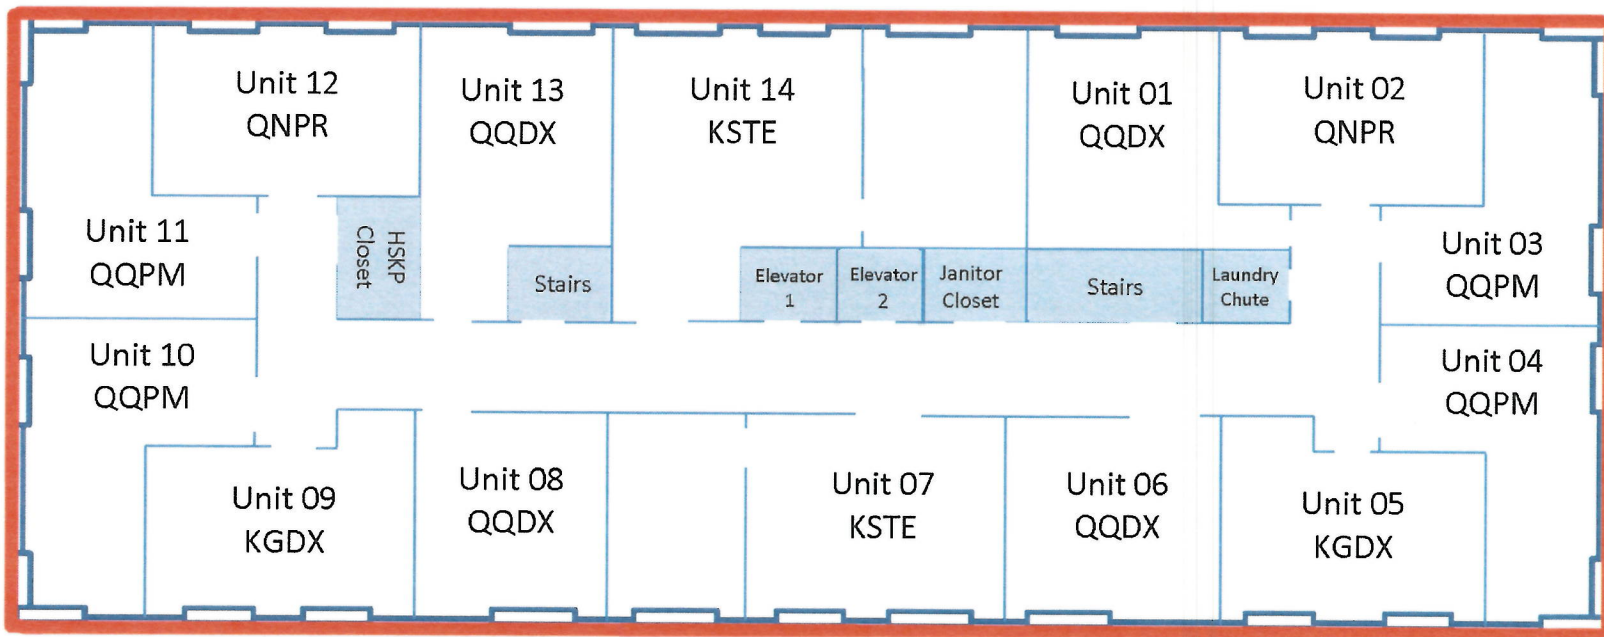 Unit 12
QNPR
Unit 13
QQDX
Unit 14
KSTE
Unit 01
QQDX
Unit 02
QNPR
Unit 11
QQPM
HSKP
Closet
Stairs
Elevator
1
Elevator
2
Janitor
Closet
Stairs
Laundry
Chute
Unit 03
QQPM
Unit 10
QQPM
Unit 04
QQPM
Unit 09
KGDX
Unit 08
QQDX
Unit 07
KSTE
Unit 06
QQDX
Unit 05
KGDX